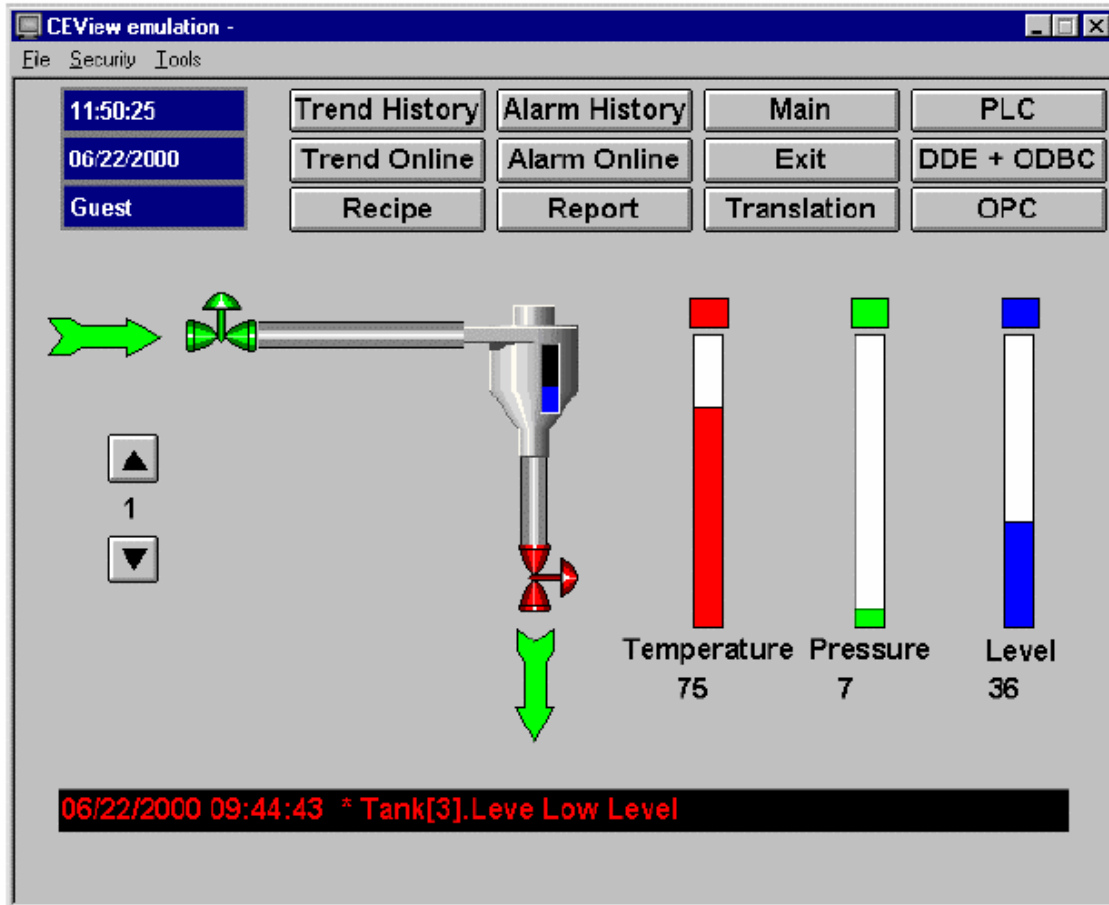 CEView emulation -
File Security Tools
11:50:25 Trend History Alarm History Main PLC
06/22/2000 Trend Online Alarm Online Exit DDE + ODBC
Guest Recipe Report Translation OPC
1
Temperature Pressure Level
75 7 36
06/22/2000 09:44:43 * Tank[3].Leve Low Level